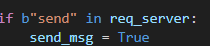 if b"send" in req_server:
    send_msg = True